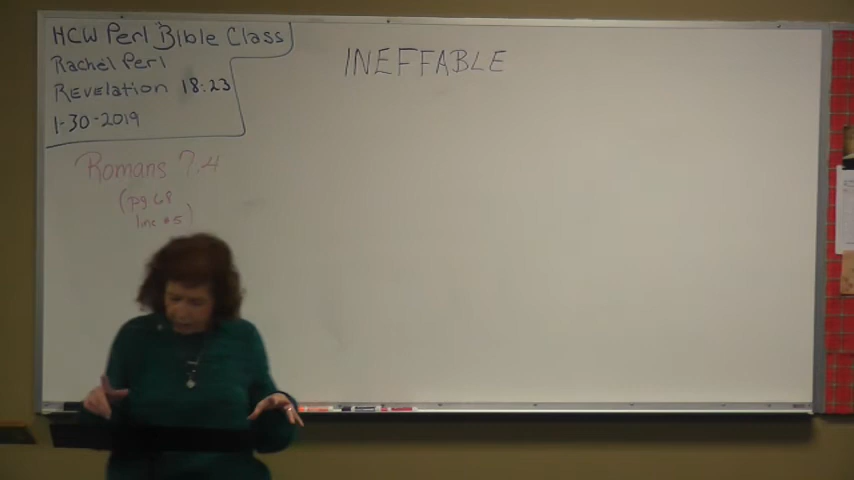 HCW Perl Bible Class
Rachel Perl
Revelation 18:23
1-30-2019
INEFFABLE
Romans 7.4
(pg 68
line #5)